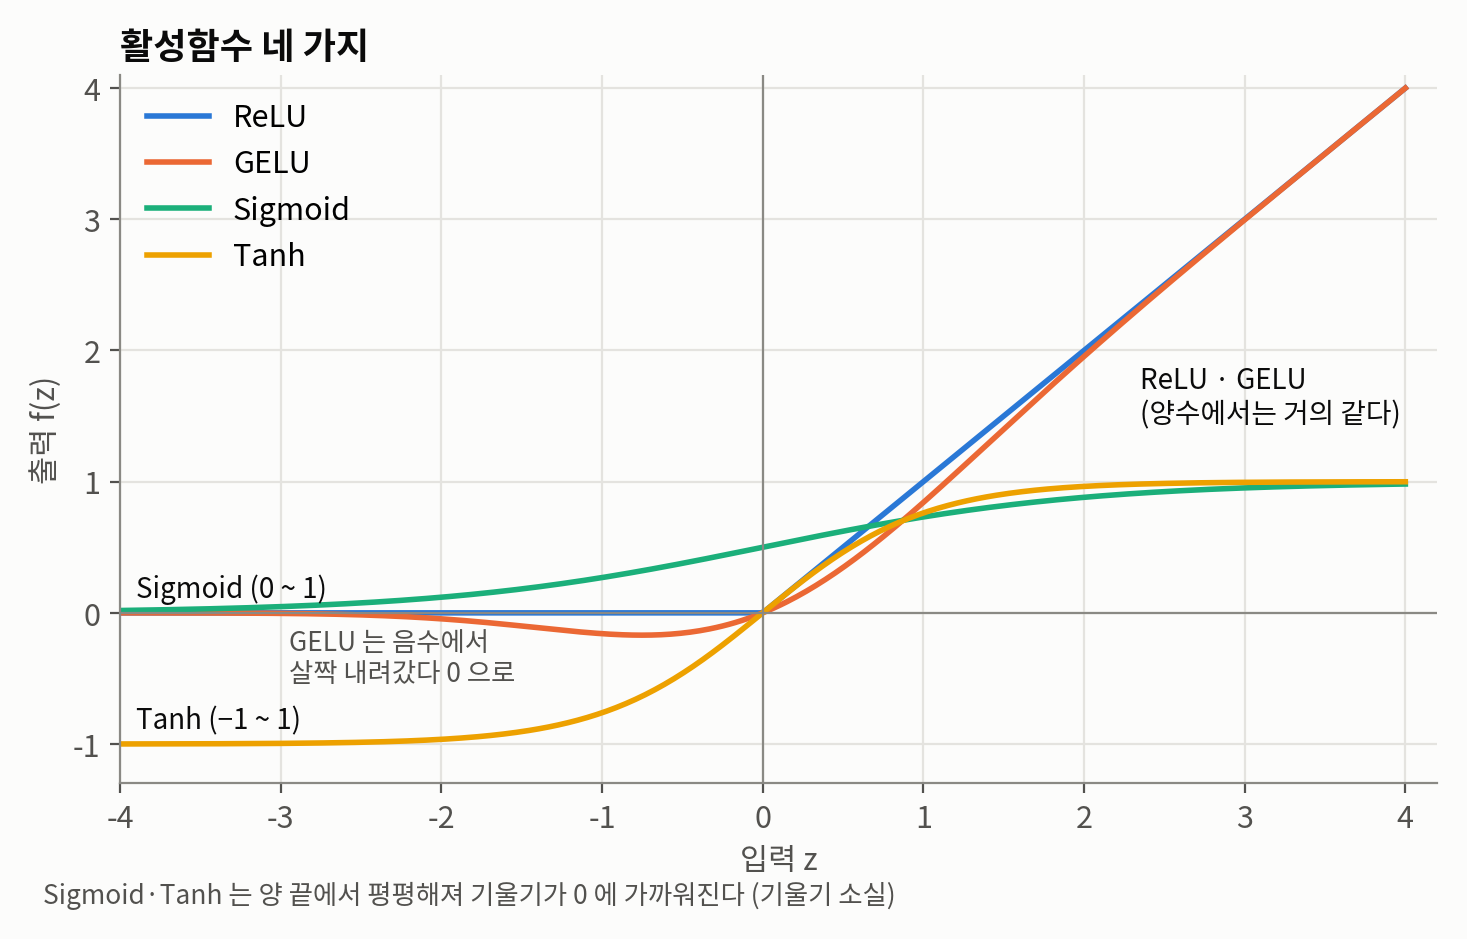 활성함수 네 가지
4
ReLU
GELU
Sigmoid
Tanh
3
2
1
0
-1
출력 f(z)
ReLU · GELU
(양수에서는 거의 같다)
Sigmoid (0 ~ 1)
GELU 는 음수에서
살짝 내려갔다 0 으로
Tanh (−1 ~ 1)
-4 -3 -2 -1 0 1 2 3 4
입력 z
Sigmoid·Tanh 는 양 끝에서 평평해져 기울기가 0 에 가까워진다 (기울기 소실)